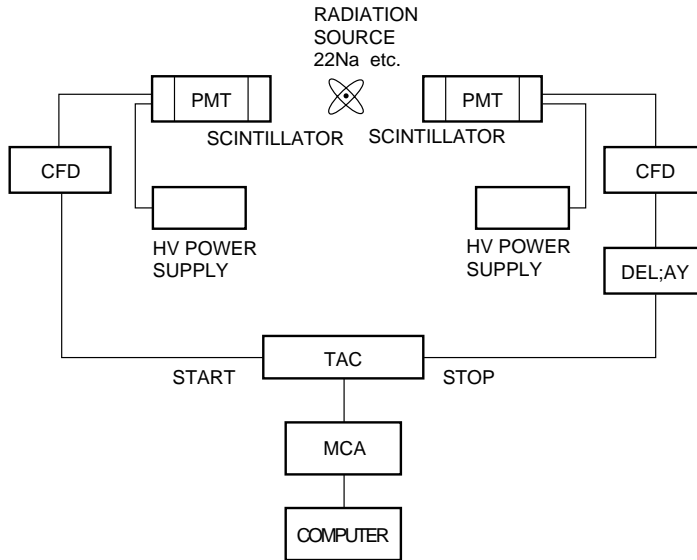 RADIATION
SOURCE
22Na etc.
PMT
PMT
SCINTILLATOR
SCINTILLATOR
CFD
CFD
HV POWER
SUPPLY
HV POWER
SUPPLY
DEL;AY
TAC
START
STOP
MCA
COMPUTER